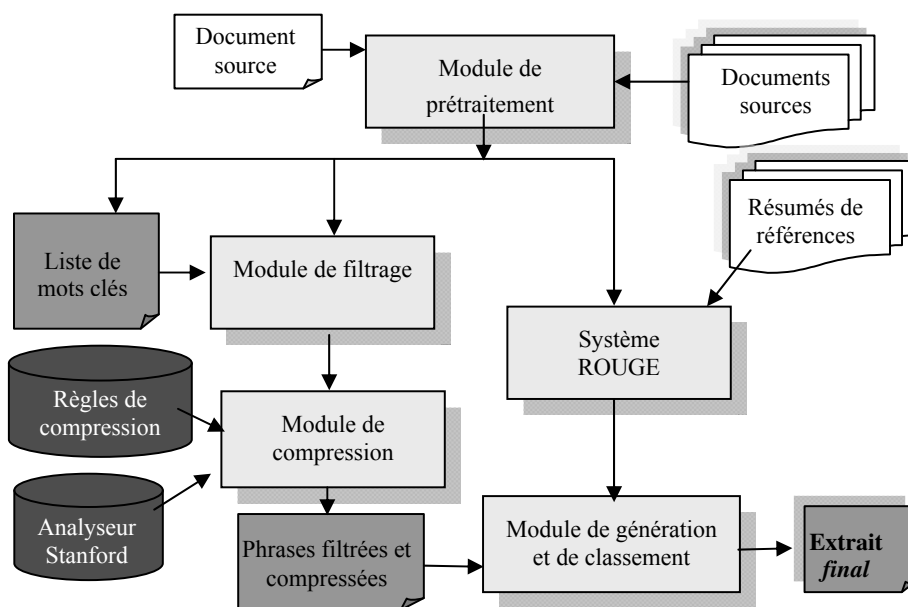 Document
source
Module de
prétraitement
Documents
sources
Résumés de
références
Liste de
mots clés
Module de filtrage
Système
ROUGE
Règles de
compression
Module de
compression
Analyseur
Stanford
Phrases filtrées et
compressées
Module de génération
et de classement
Extrait
final